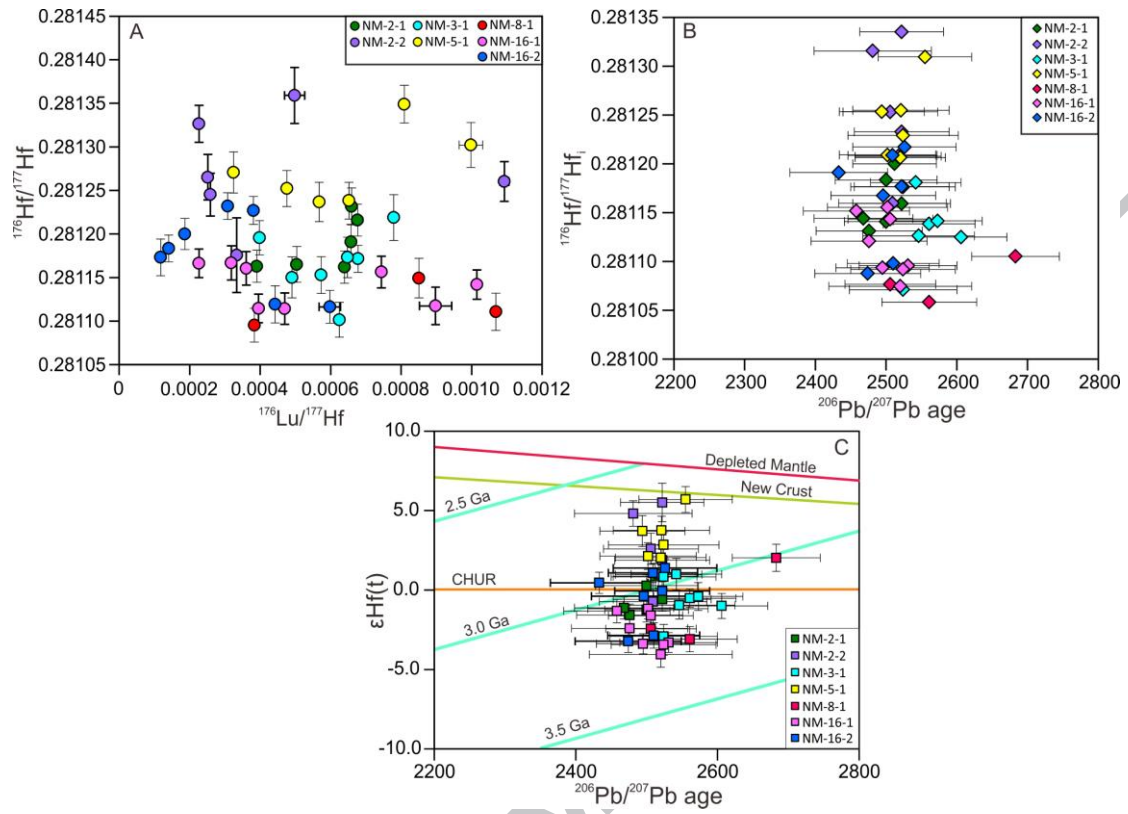 A
NM-2-1 NM-3-1 NM-8-1
NM-2-2 NM-5-1 NM-16-1
NM-16-2
0.28145
0.28140
0.28135
0.28130
0.28125
0.28120
0.28115
0.28110
0.28105
¹⁷⁶Hf/¹⁷⁷Hf
0 0.0002 0.0004 0.0006 0.0008 0.0010 0.0012
¹⁷⁶Lu/¹⁷⁷Hf
B
NM-2-1
NM-2-2
NM-3-1
NM-5-1
NM-8-1
NM-16-1
NM-16-2
0.28135
0.28130
0.28125
0.28120
0.28115
0.28110
0.28105
0.28100
¹⁷⁶Hf/¹⁷⁷Hfᵢ
2200 2300 2400 2500 2600 2700 2800
²⁰⁶Pb/²⁰⁷Pb age
C
10.0
5.0
0.0
-5.0
-10.0
εHf(t)
Depleted Mantle
New Crust
2.5 Ga
CHUR
3.0 Ga
3.5 Ga
NM-2-1
NM-2-2
NM-3-1
NM-5-1
NM-8-1
NM-16-1
NM-16-2
2200 2400 2600 2800
²⁰⁶Pb/²⁰⁷Pb age